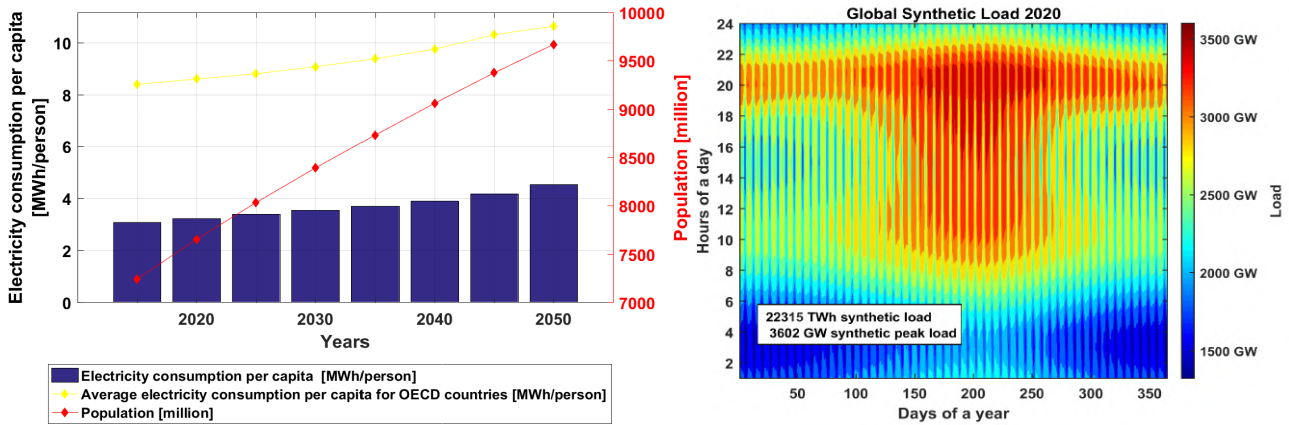 Electricity consumption per capita
[MWh/person]
10
8
6
4
2
0
2020
2030
2040
2050
Years
10000
9500
9000
8500
8000
7500
7000
Population [million]
Electricity consumption per capita [MWh/person]
Average electricity consumption per capita for OECD countries [MWh/person]
Population [million]
Global Synthetic Load 2020
Hours of a day
24
22
20
18
16
14
12
10
8
6
4
2
22315 TWh synthetic load
3602 GW synthetic peak load
50
100
150
200
250
300
350
Days of a year
3500 GW
3000 GW
2500 GW
2000 GW
1500 GW
Load